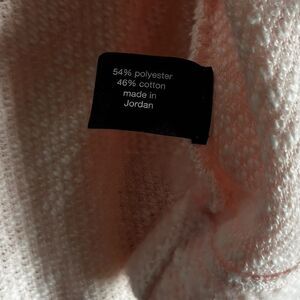 54% polyester
46% cotton
made in
Jordan